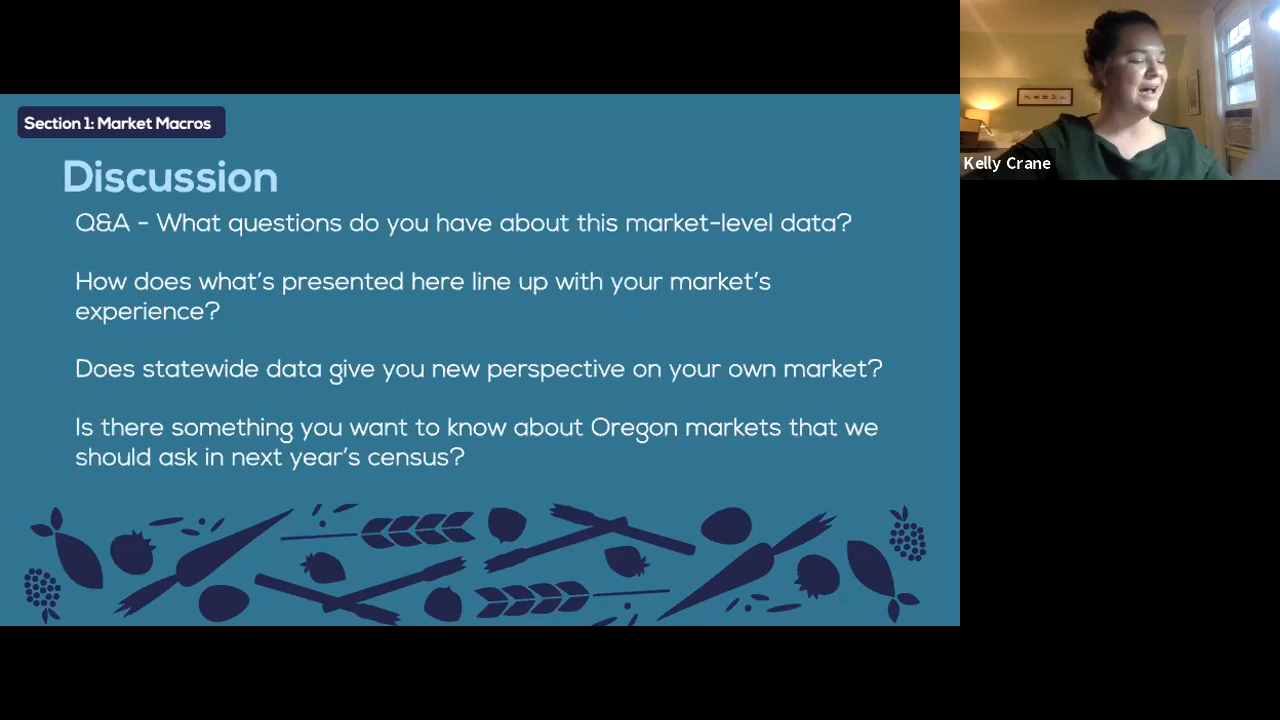 Section 1: Market Macros
Discussion
Q&A - What questions do you have about this market-level data?
How does what's presented here line up with your market's
experience?
Does statewide data give you new perspective on your own market?
Is there something you want to know about Oregon markets that we
should ask in next year's census?
Kelly Crane